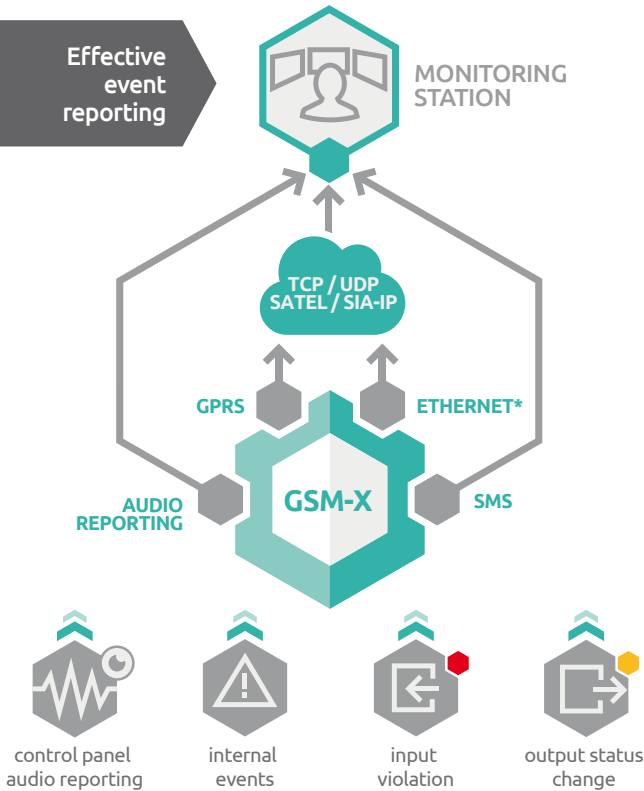 Effective
event
reporting
MONITORING
STATION
TCP / UDP
SATEL / SIA-IP
GPRS
ETHERNET*
GSM-X
AUDIO
REPORTING
SMS
control panel
audio reporting
internal
events
input
violation
output status
change